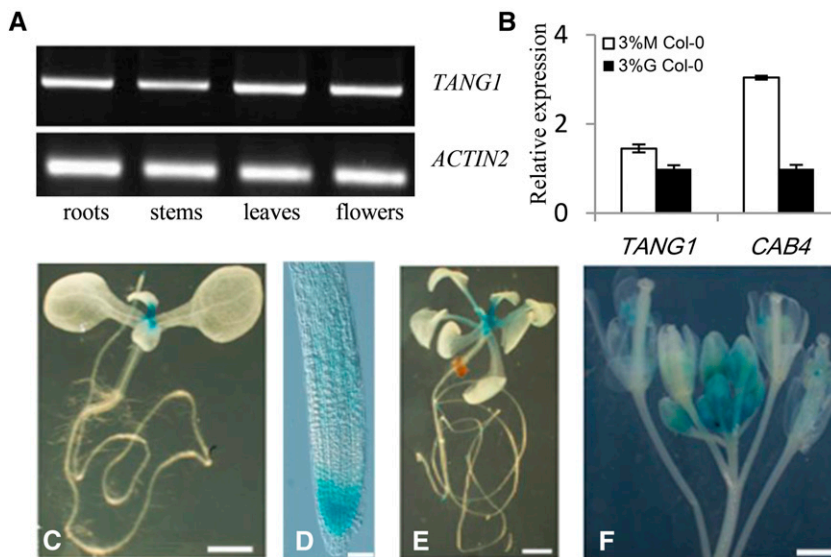 A
TANG1
ACTIN2
roots stems leaves flowers
B
Relative expression
4
2
0
3%M Col-0
3%G Col-0
TANG1 CAB4
C
D
E
F